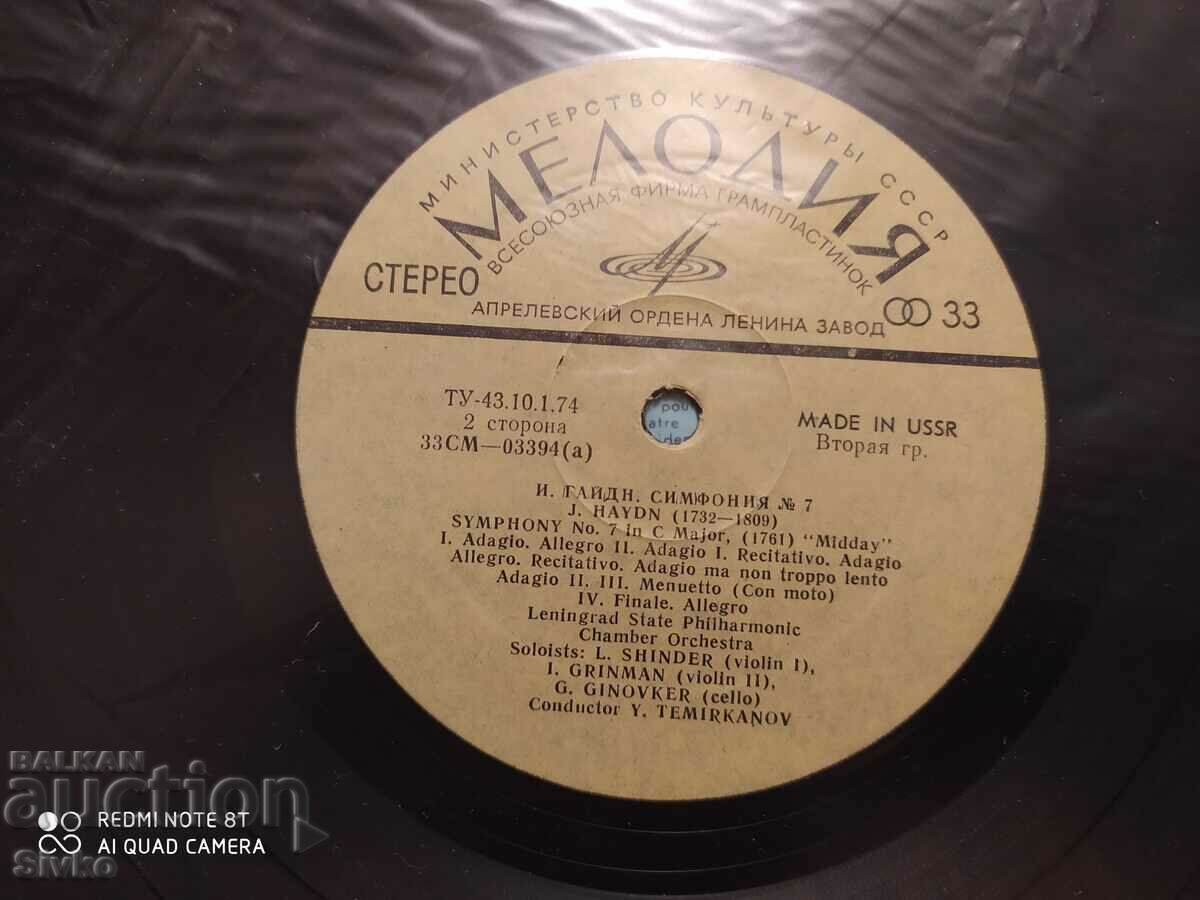 МИНИСТЕРСТВО КУЛЬТУРЫ СССР
МЕЛОДИЯ
ВСЕСОЮЗНАЯ ФИРМА ГРАМПЛАСТИНОК
СТЕРЕО
33
АПРЕЛЕВСКИЙ ОРДЕНА ЛЕНИНА ЗАВОД
ТУ-43.10.1.74
2 сторона
33СМ—03394(а)
pou
atre
MADE IN USSR
Вторая гр.
И. ГАЙДН. СИМФОНИЯ № 7
J. HAYDN (1732—1809)
SYMPHONY No. 7 in C Major, (1761) "Midday"
I. Adagio. Allegro II. Adagio I. Recitativo. Adagio
Allegro. Recitativo. Adagio ma non troppo lento
Adagio II. III. Menuetto (Con moto)
IV. Finale. Allegro
Leningrad State Philharmonic
Chamber Orchestra
Soloists: L. SHINDER (violin I),
I. GRINMAN (violin II),
G. GINOVKER (cello)
Conductor Y. TEMIRKANOV
BALKAN
auction
REDMI NOTE 8T
AI QUAD CAMERA
Sivko